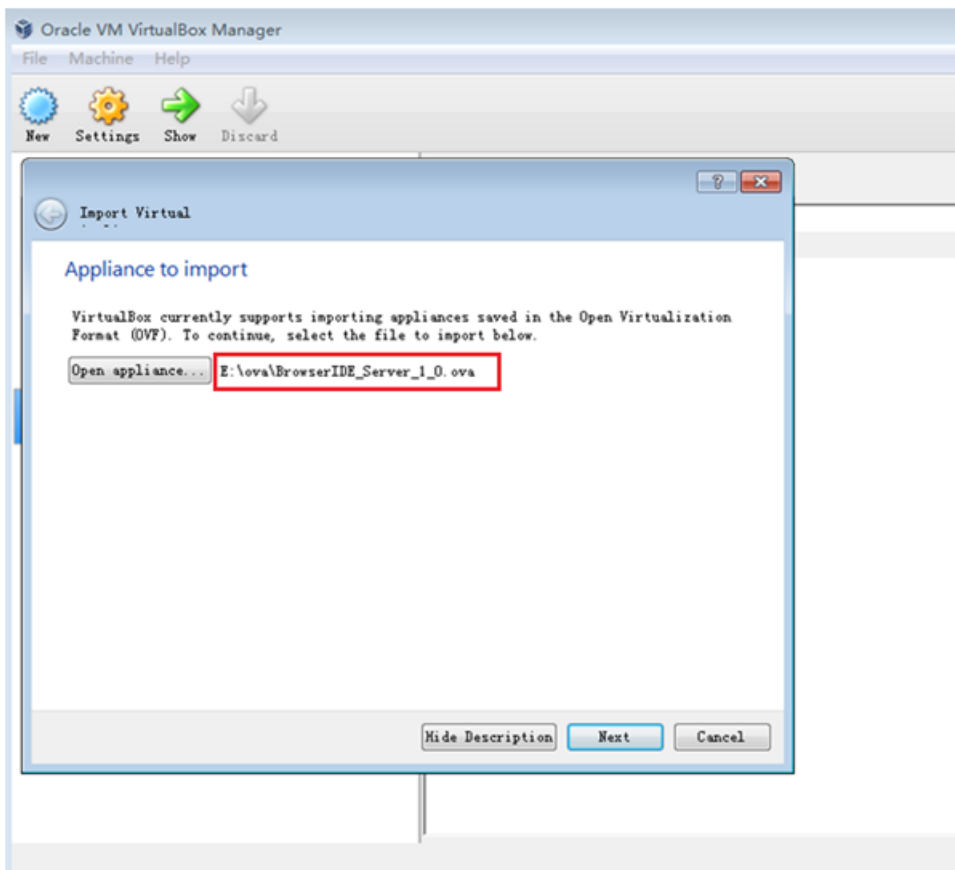 Oracle VM VirtualBox Manager
File Machine Help
New Settings Show Discard
Import Virtual
Appliance to import
VirtualBox currently supports importing appliances saved in the Open Virtualization
Format (OVF). To continue, select the file to import below.
Open appliance... E:\ova\BrowserIDE_Server_1_0.ova
Hide Description Next Cancel